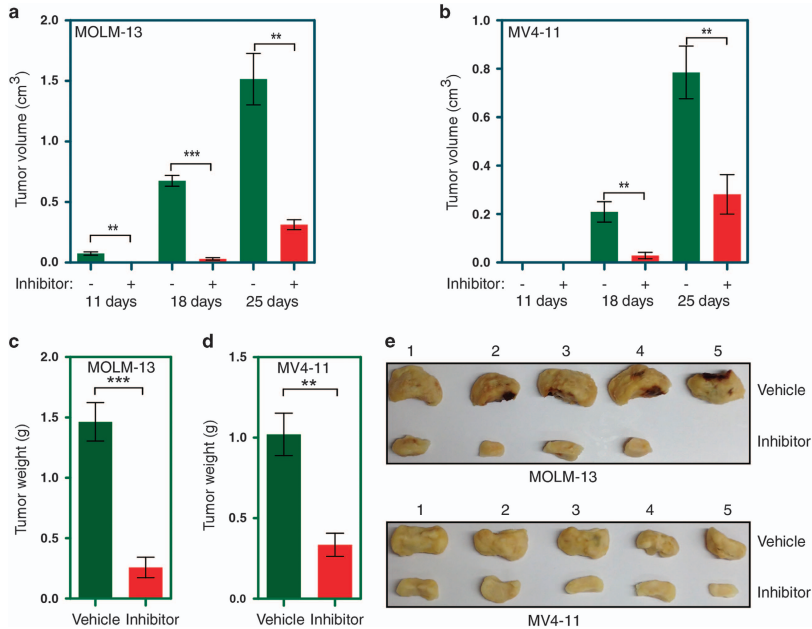 a
MOLM-13
Tumor volume (cm3)
2.0
1.5
1.0
0.5
0.0
**
***
**
Inhibitor: - + - + - +
11 days 18 days 25 days
b
MV4-11
Tumor volume (cm3)
1.0
0.8
0.6
0.4
0.2
0.0
**
**
Inhibitor: - + - + - +
11 days 18 days 25 days
c
MOLM-13
Tumor weight (g)
2.0
1.5
1.0
0.5
0.0
***
Vehicle Inhibitor
d
MV4-11
Tumor weight (g)
1.5
1.0
0.5
0.0
**
Vehicle Inhibitor
e
1 2 3 4 5
Vehicle
Inhibitor
MOLM-13
1 2 3 4 5
Vehicle
Inhibitor
MV4-11